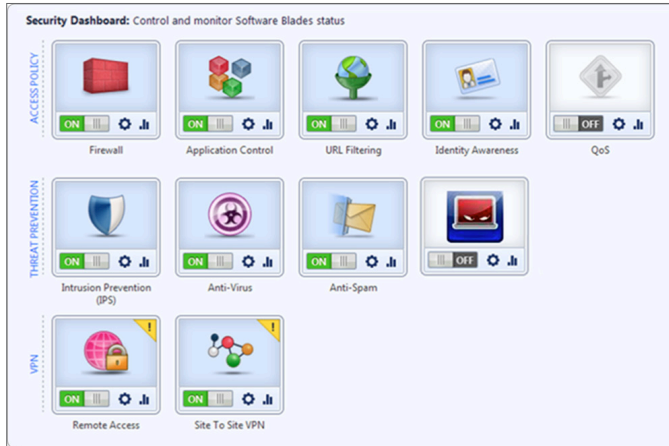 Security Dashboard: Control and monitor Software Blades status
ACCESS POLICY
ON
ON
ON
ON
OFF
Firewall
Application Control
URL Filtering
Identity Awareness
QoS
THREAT PREVENTION
ON
ON
ON
OFF
Intrusion Prevention
(IPS)
Anti-Virus
Anti-Spam
VPN
!
!
ON
ON
Remote Access
Site To Site VPN